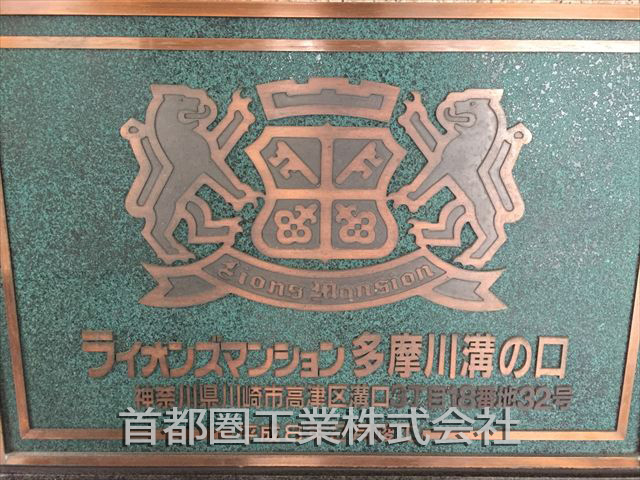 Lions Mansion
ライオンズマンション多摩川溝の口
神奈川県川崎市高津区溝口3丁目18番地32号
首都圏工業株式会社